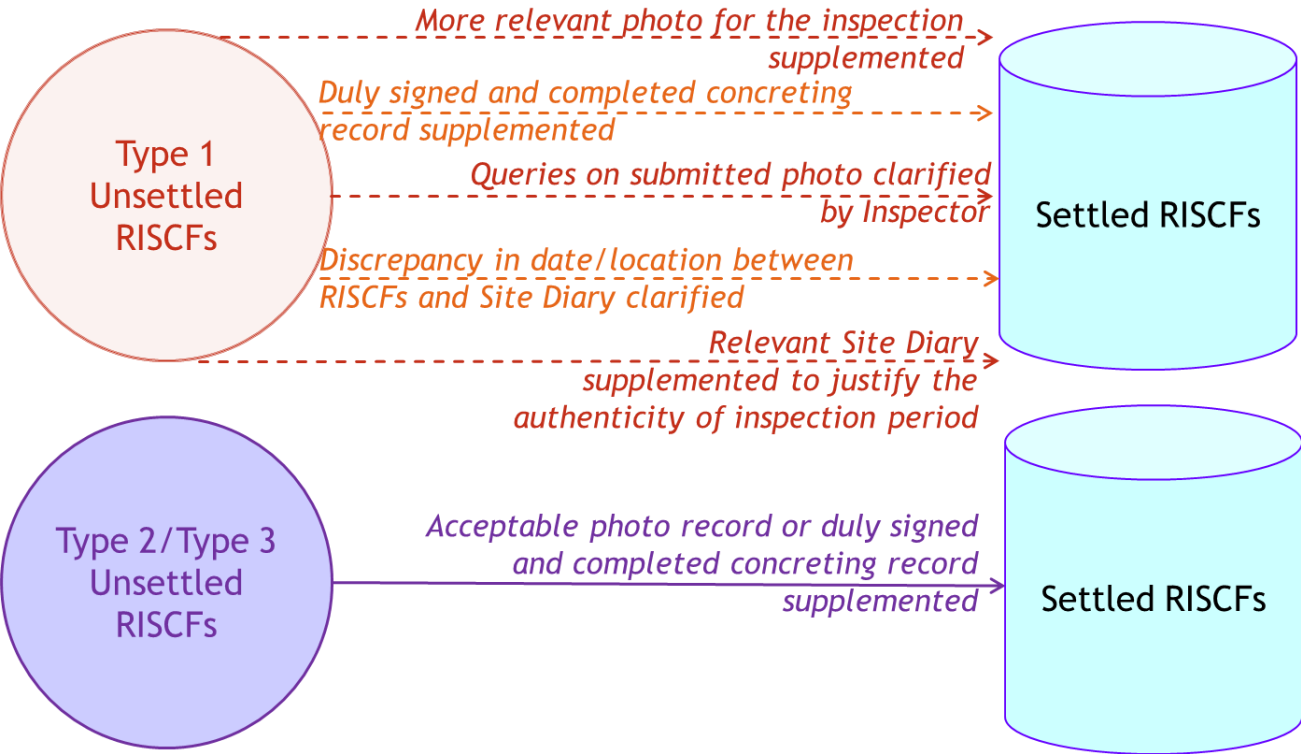 More relevant photo for the inspection
supplemented
Duly signed and completed concreting
record supplemented
Type 1
Unsettled
RISCFs
Queries on submitted photo clarified
by Inspector
Settled RISCFs
Discrepancy in date/location between
RISCFs and Site Diary clarified
Relevant Site Diary
supplemented to justify the
authenticity of inspection period
Type 2/Type 3
Unsettled
RISCFs
Acceptable photo record or duly signed
and completed concreting record
supplemented
Settled RISCFs